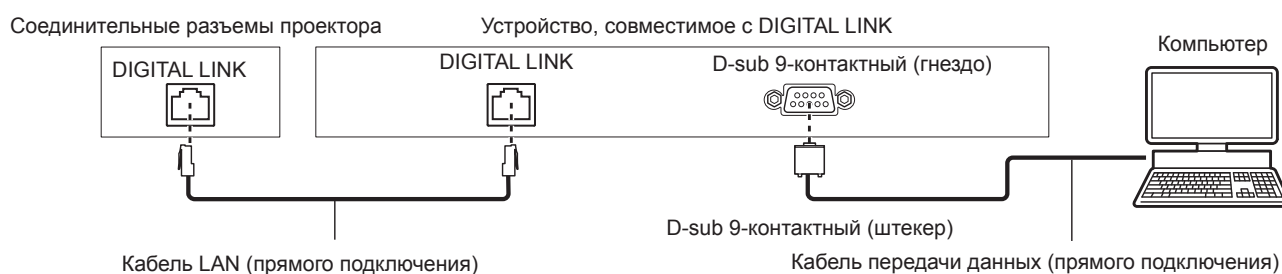 Соединительные разъемы проектора
Устройство, совместимое с DIGITAL LINK
Компьютер
DIGITAL LINK
DIGITAL LINK
D-sub 9-контактный (гнездо)
D-sub 9-контактный (штекер)
Кабель LAN (прямого подключения)
Кабель передачи данных (прямого подключения)